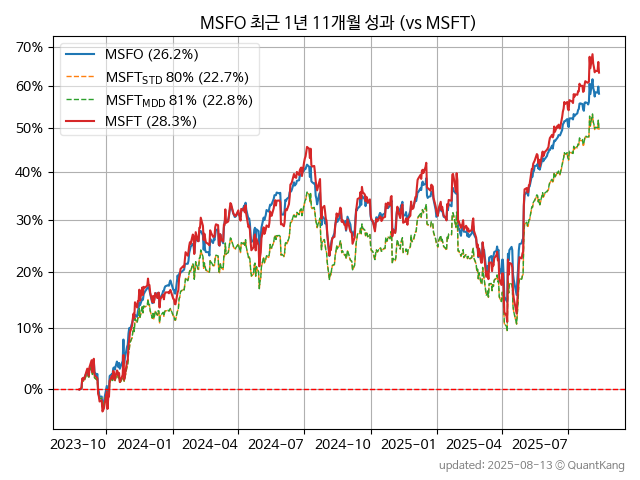 MSFO 최근 1년 11개월 성과 (vs MSFT)
MSFO (26.2%)
MSFT_STD 80% (22.7%)
MSFT_MDD 81% (22.8%)
MSFT (28.3%)
70%
60%
50%
40%
30%
20%
10%
0%
2023-10 2024-01 2024-04 2024-07 2024-10 2025-01 2025-04 2025-07
updated: 2025-08-13 © QuantKang